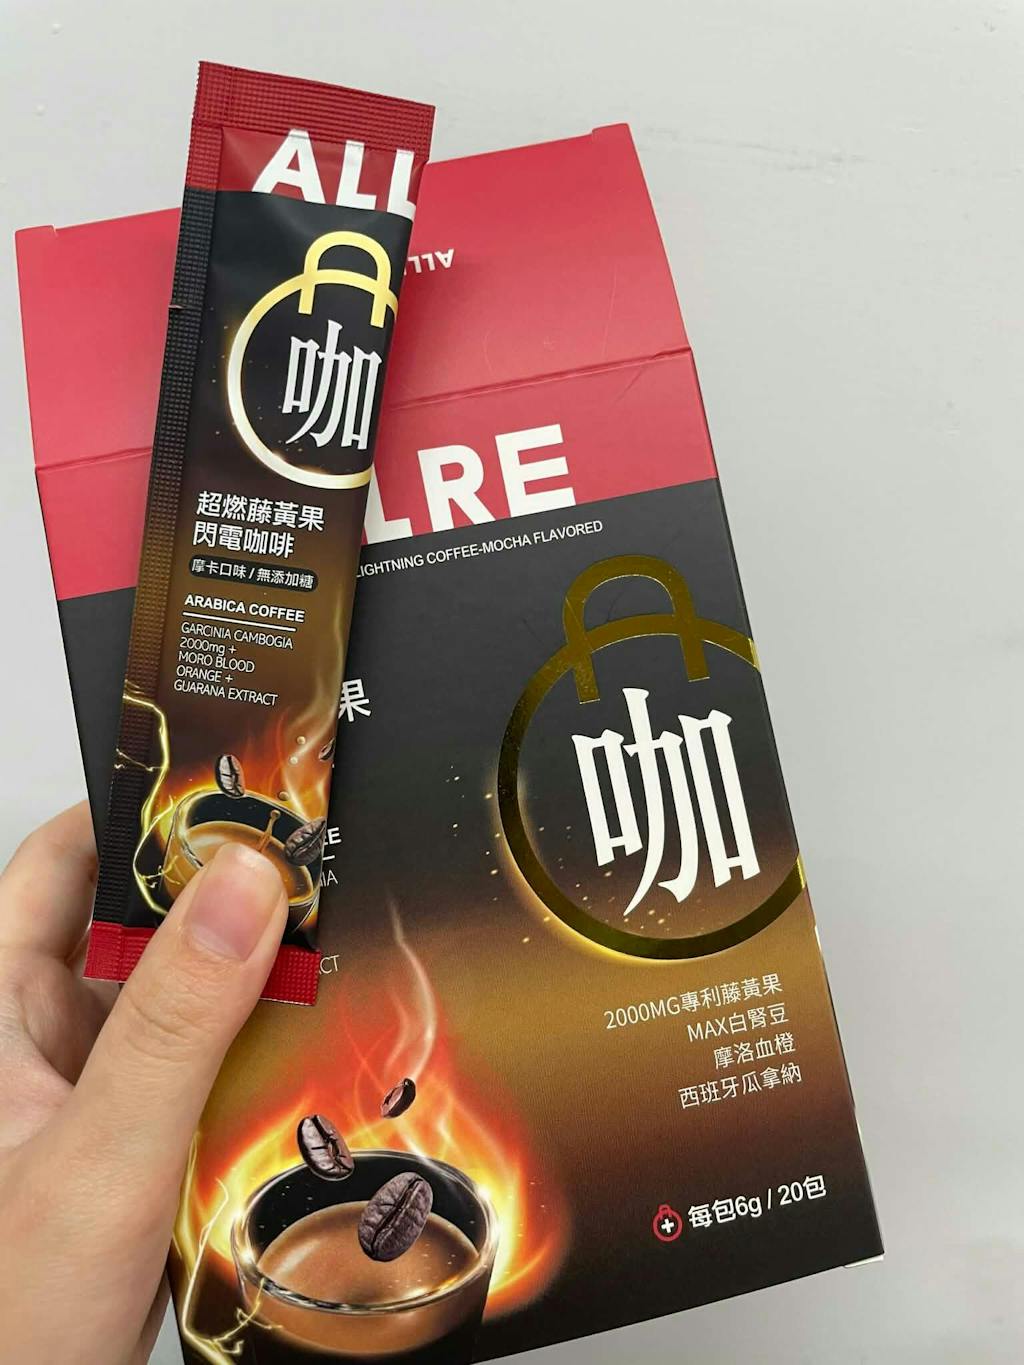 ALL
咖
超燃藤黃果
閃電咖啡
摩卡口味 / 無添加糖
ARABICA COFFEE
GARCINIA CAMBOGIA
2000mg +
MORO BLOOD
ORANGE +
GUARANA EXTRACT
ALL
LRE
LIGHTNING COFFEE-MOCHA FLAVORED
果
咖
2000MG專利藤黃果
MAX白腎豆
摩洛血橙
西班牙瓜拿納
每包6g / 20包